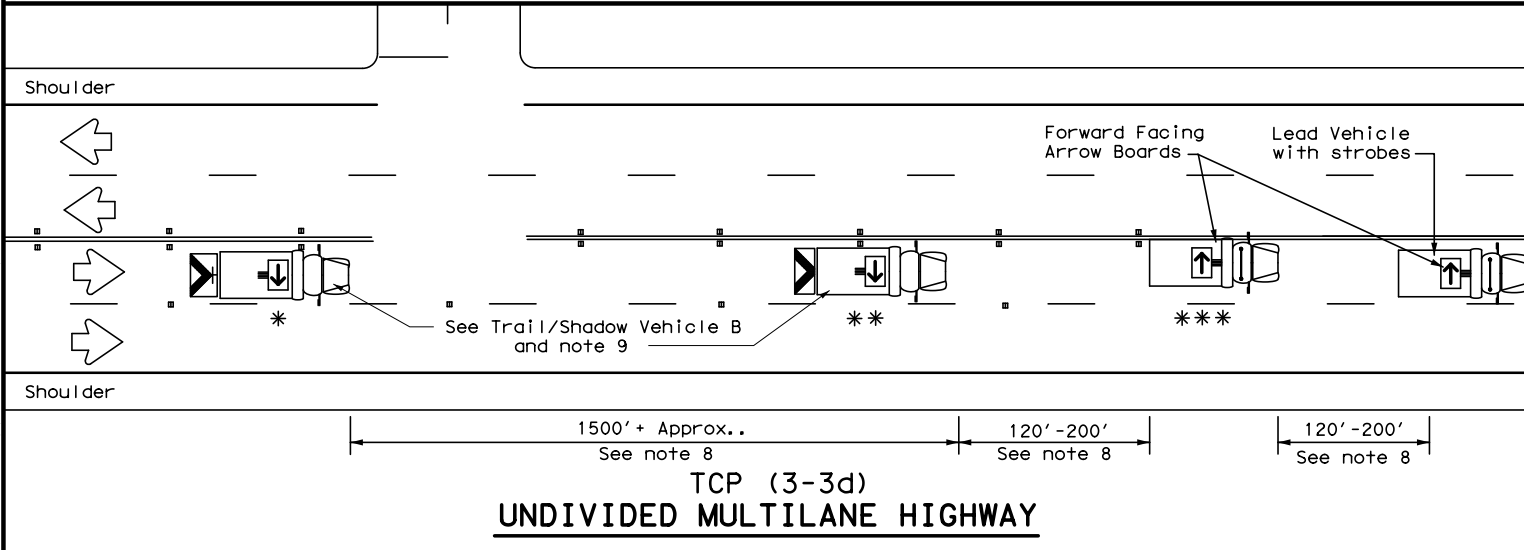 Shoulder
Forward Facing
Arrow Boards
Lead Vehicle
with strobes
*
**
***
See Trail/Shadow Vehicle B
and note 9
Shoulder
1500'+ Approx..
See note 8
120'-200'
See note 8
120'-200'
See note 8
TCP (3-3d)
UNDIVIDED MULTILANE HIGHWAY